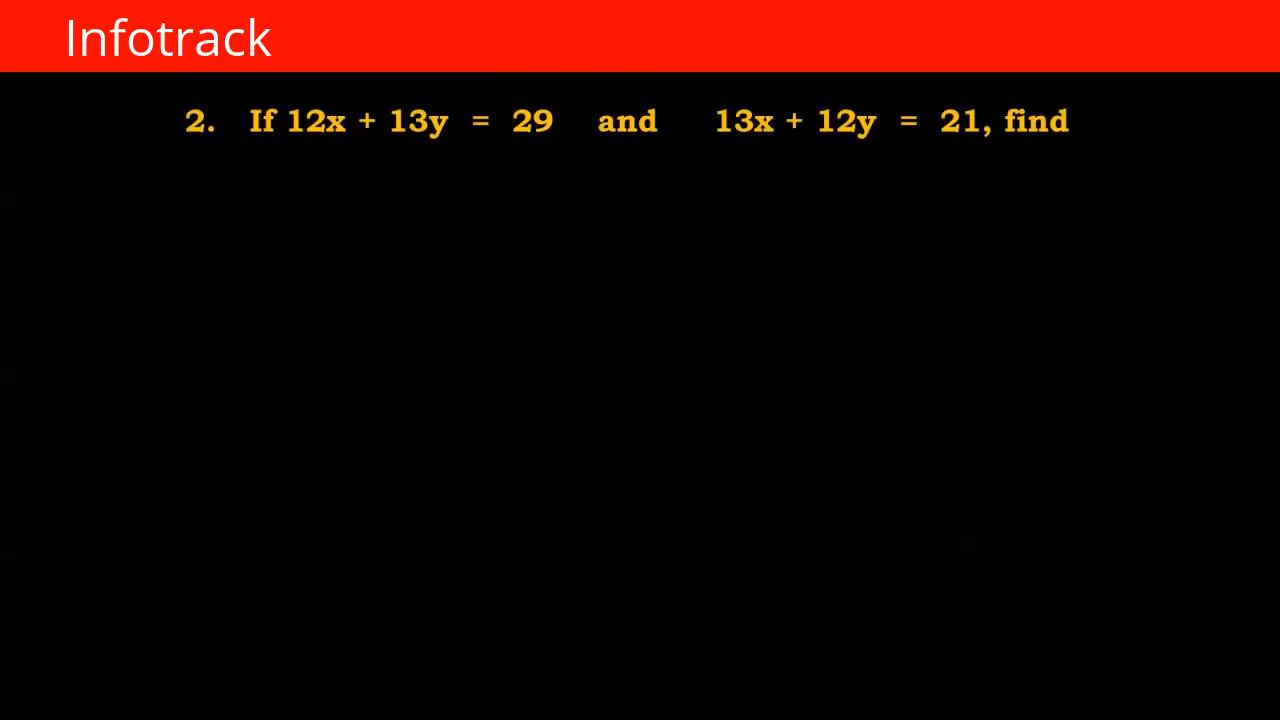 Infotrack
2. If 12x + 13y = 29 and 13x + 12y = 21, find